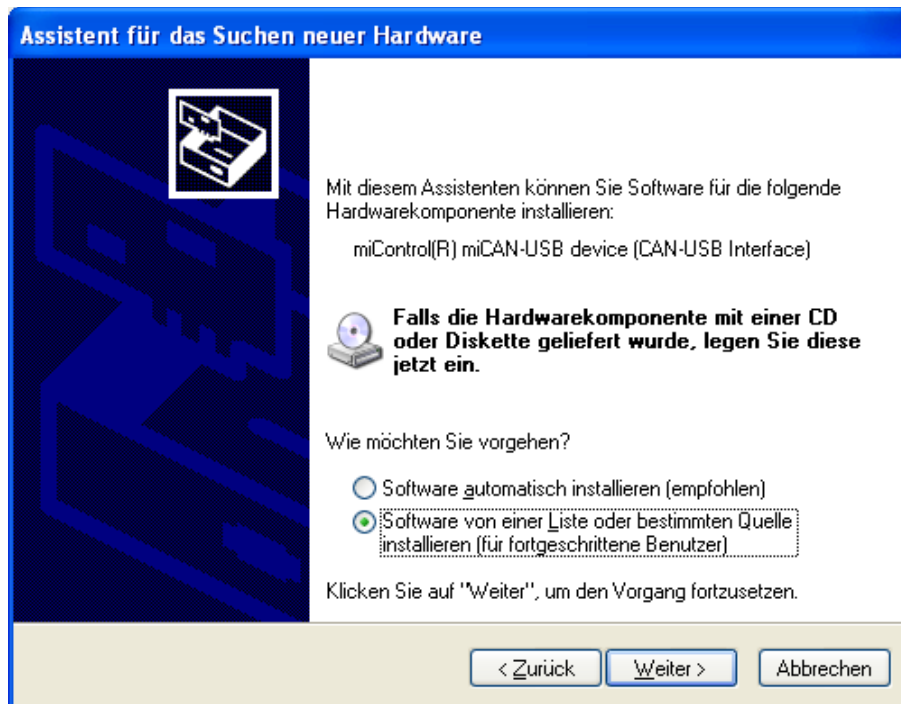 Assistent für das Suchen neuer Hardware
Mit diesem Assistenten können Sie Software für die folgende
Hardwarekomponente installieren:
miControl(R) miCAN-USB device (CAN-USB Interface)
Falls die Hardwarekomponente mit einer CD
oder Diskette geliefert wurde, legen Sie diese
jetzt ein.
Wie möchten Sie vorgehen?
Software automatisch installieren (empfohlen)
Software von einer Liste oder bestimmten Quelle
installieren (für fortgeschrittene Benutzer)
Klicken Sie auf "Weiter", um den Vorgang fortzusetzen.
< Zurück Weiter > Abbrechen